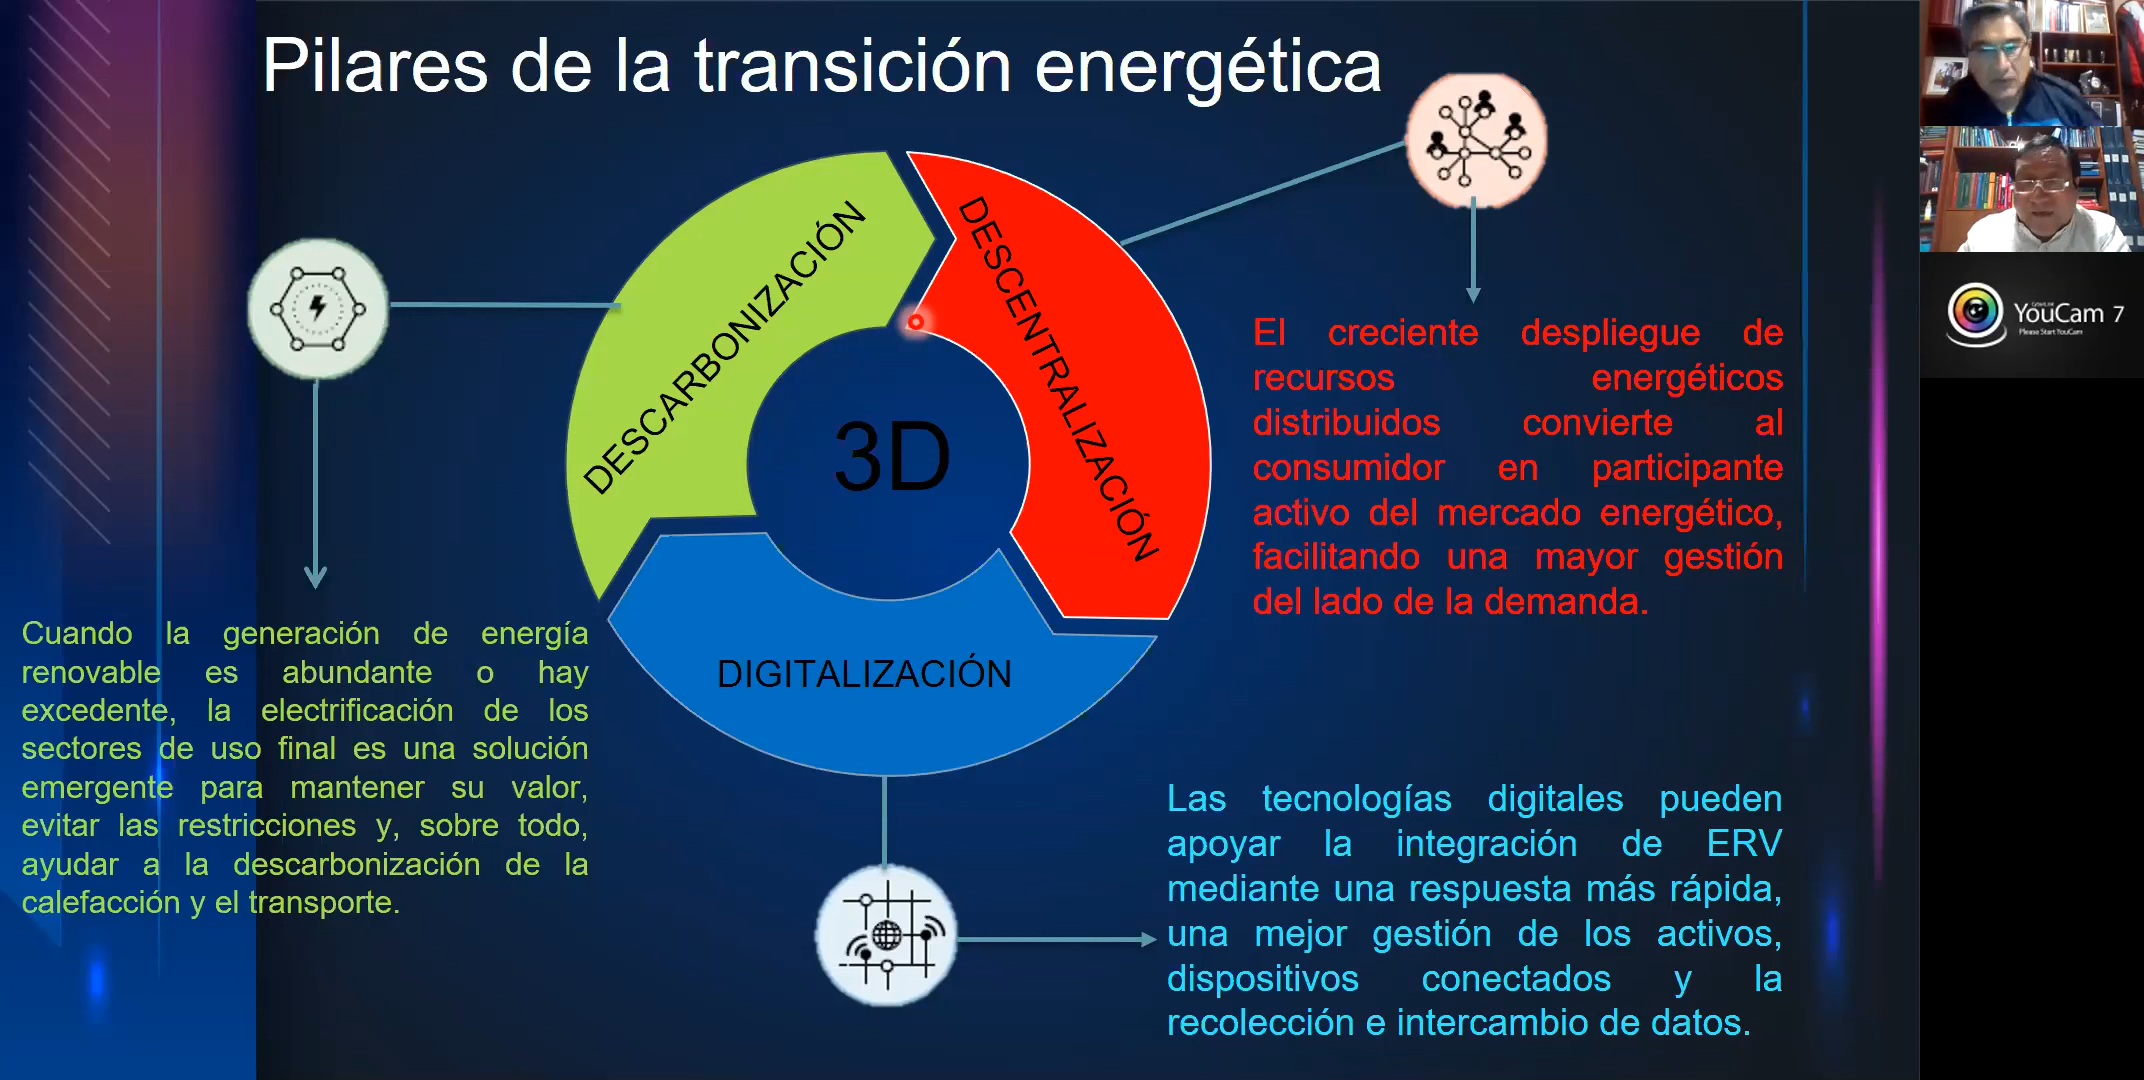 Pilares de la transición energética
DESCARBONIZACIÓN
DESCENTRALIZACIÓN
3D
DIGITALIZACIÓN
El creciente despliegue de
recursos energéticos
distribuidos convierte al
consumidor en participante
activo del mercado energético,
facilitando una mayor gestión
del lado de la demanda.
Cuando la generación de energía
renovable es abundante o hay
excedente, la electrificación de los
sectores de uso final es una solución
emergente para mantener su valor,
evitar las restricciones y, sobre todo,
ayudar a la descarbonización de la
calefacción y el transporte.
Las tecnologías digitales pueden
apoyar la integración de ERV
mediante una respuesta más rápida,
una mejor gestión de los activos,
dispositivos conectados y la
recolección e intercambio de datos.
YouCam 7
Please Start YouCam